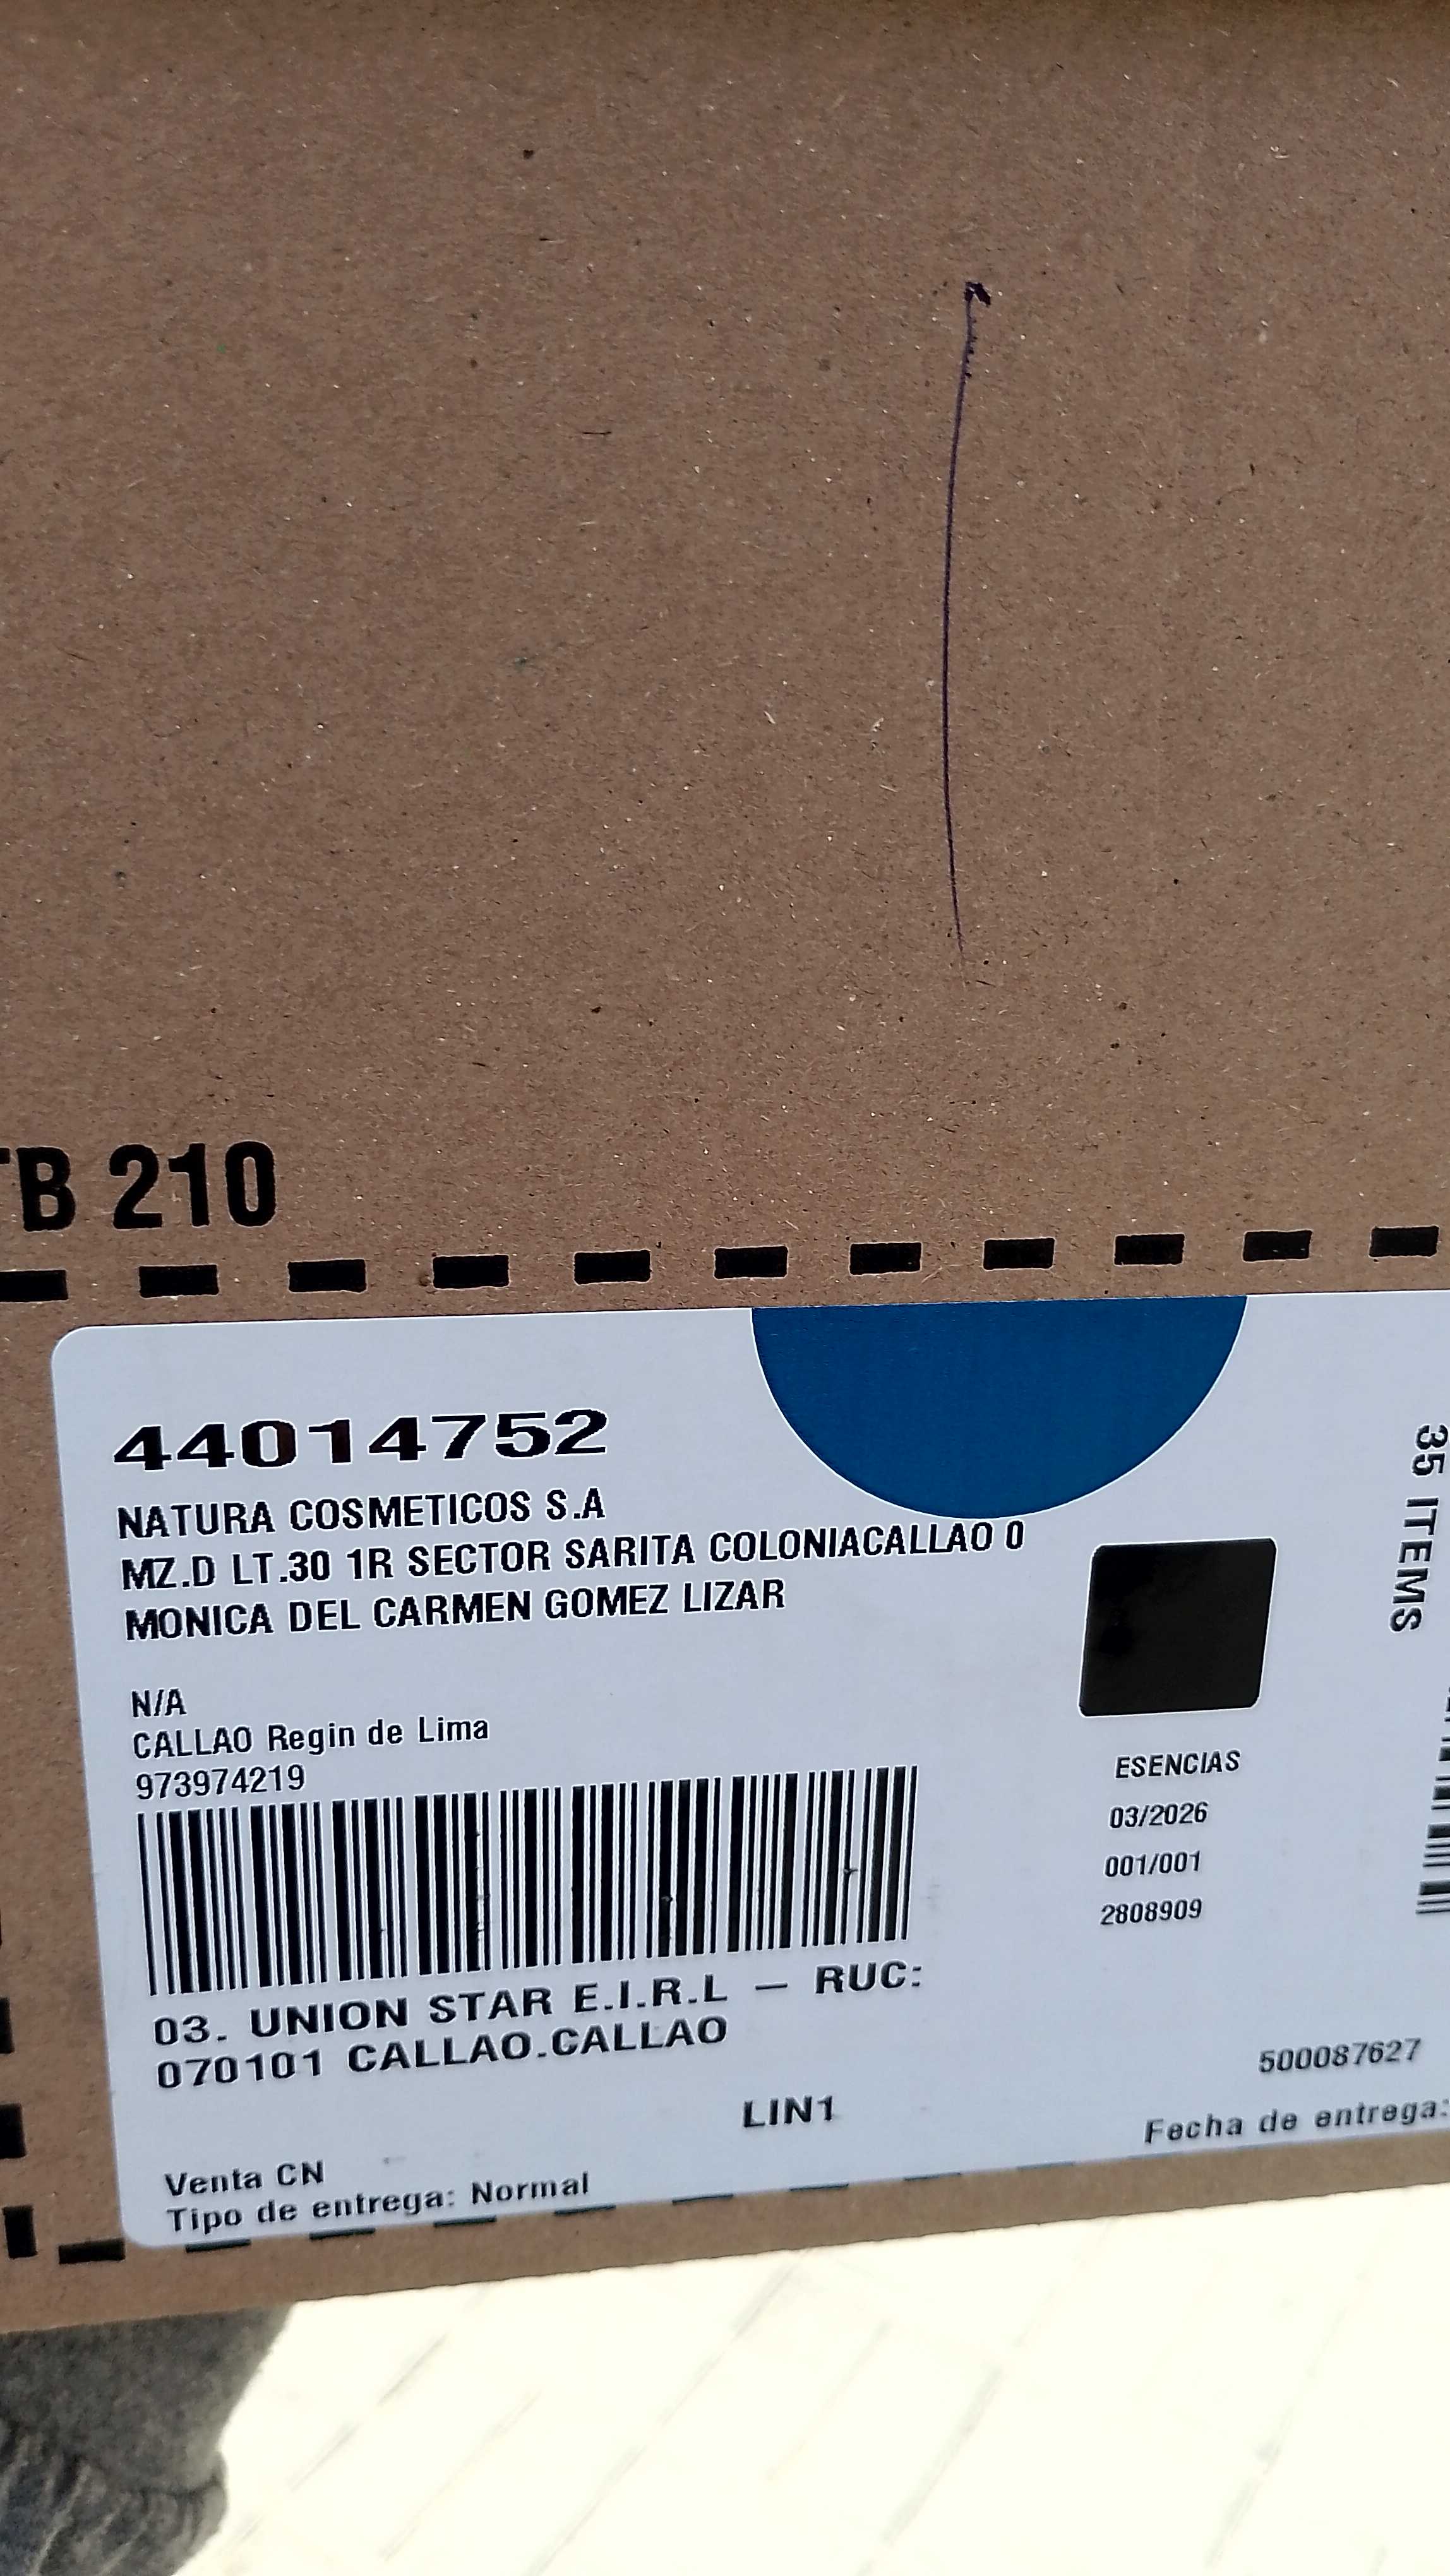 TB 210
44014752
NATURA COSMETICOS S.A
MZ.D LT.30 1R SECTOR SARITA COLONIACALLAO 0
MONICA DEL CARMEN GOMEZ LIZAR
N/A
CALLAO Regin de Lima
973974219
03. UNION STAR E.I.R.L – RUC:
070101 CALLAO.CALLAO
LIN1
Venta CN
Tipo de entrega: Normal
35 ITEMS
ESENCIAS
03/2026
001/001
2808909
500087627
Fecha de entrega: